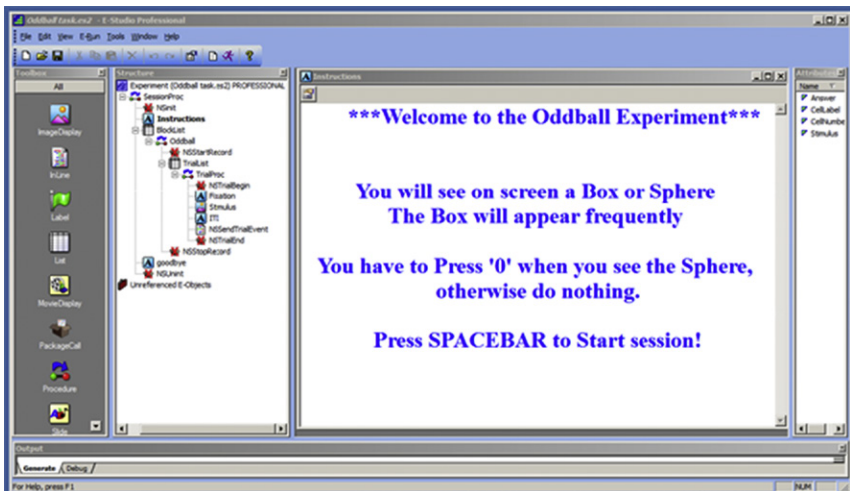 Oddball task.es2 - E-Studio Professional
File Edit View E-Run Tools Window Help
Toolbox
All
ImageDisplay
InLine
Label
List
MovieDisplay
PackageCall
Procedure
Slide
Structure
Experiment (Oddball task.es2) PROFESSIONAL
SessionProc
NSInit
Instructions
BlockList
Oddball
NSStartRecord
TrialList
TrialProc
NSTrialBegin
Fixation
Stimulus
ITI
NSSendTrialEvent
NSTrialEnd
NSStopRecord
goodbye
NSUninit
Unreferenced E-Objects
Instructions
***Welcome to the Oddball Experiment***
You will see on screen a Box or Sphere
The Box will appear frequently
You have to Press '0' when you see the Sphere,
otherwise do nothing.
Press SPACEBAR to Start session!
Attributes
Name
Answer
CellLabel
CellNumbe
Stimulus
Output
Generate Debug
For Help, press F1
NUM